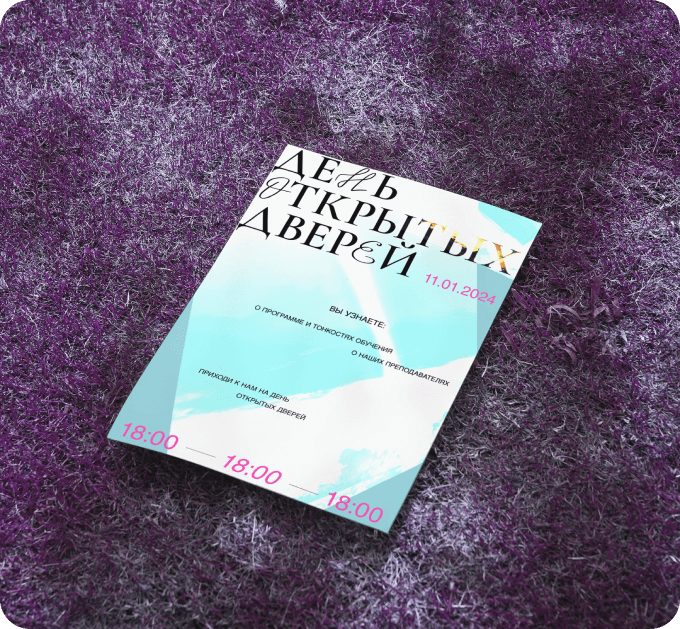 ДЕНЬ
ОТКРЫТЫХ
ДВЕРЕЙ
11.01.2024
ВЫ УЗНАЕТЕ:
О ПРОГРАММЕ И ТОНКОСТЯХ ОБУЧЕНИЯ
О НАШИХ ПРЕПОДАВАТЕЛЯХ
ПРИХОДИ К НАМ НА ДЕНЬ
ОТКРЫТЫХ ДВЕРЕЙ
18:00 — 18:00 — 18:00